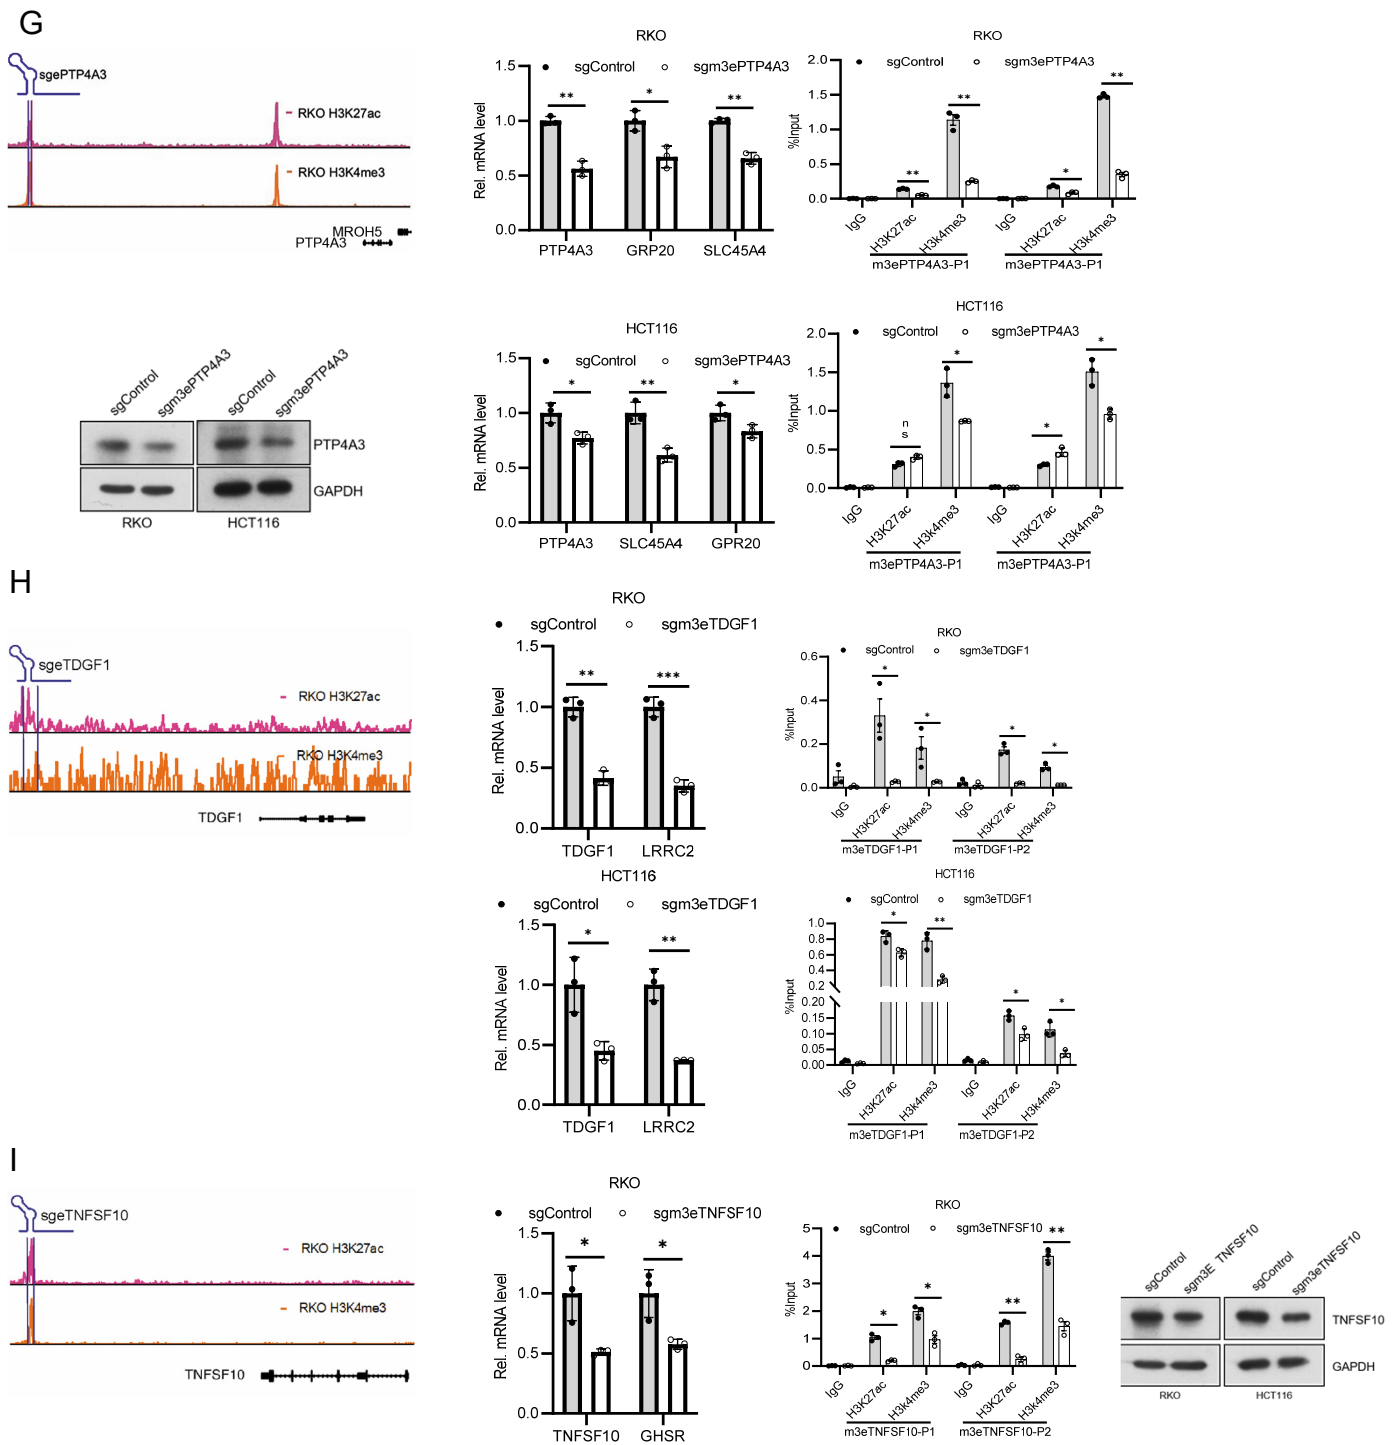 G
sgePTP4A3
RKO H3K27ac
RKO H3K4me3
MROH5
PTP4A3
RKO
sgControl sgm3ePTP4A3
Rel. mRNA level
1.5
1.0
0.5
0.0
** * **
PTP4A3 GRP20 SLC45A4
RKO
sgControl sgm3ePTP4A3
%Input
2.0
1.5
1.0
0.5
0.0
** ** * **
IgG H3K27ac H3k4me3 IgG H3K27ac H3k4me3
m3ePTP4A3-P1 m3ePTP4A3-P1
sgControl sgm3ePTP4A3 sgControl sgm3ePTP4A3
PTP4A3
GAPDH
RKO HCT116
HCT116
sgControl sgm3ePTP4A3
Rel. mRNA level
1.5
1.0
0.5
0.0
* ** *
PTP4A3 SLC45A4 GPR20
HCT116
sgControl sgm3ePTP4A3
%Input
2.0
1.5
1.0
0.5
0.0
n
s
* * *
IgG H3K27ac H3k4me3 IgG H3K27ac H3k4me3
m3ePTP4A3-P1 m3ePTP4A3-P1
H
sgeTDGF1
RKO H3K27ac
RKO H3K4me3
TDGF1
RKO
sgControl sgm3eTDGF1
Rel. mRNA level
1.5
1.0
0.5
0.0
** ***
TDGF1 LRRC2
RKO
sgControl sgm3eTDGF1
%Input
0.6
0.4
0.2
0.0
* * * *
IgG H3K27ac H3k4me3 IgG H3K27ac H3k4me3
m3eTDGF1-P1 m3eTDGF1-P2
HCT116
sgControl sgm3eTDGF1
Rel. mRNA level
1.5
1.0
0.5
0.0
* **
TDGF1 LRRC2
HCT116
sgControl sgm3eTDGF1
%Input
1.0
0.8
0.6
0.4
0.2
0.20
0.15
0.10
0.05
0.00
* ** * *
IgG H3K27ac H3k4me3 IgG H3K27ac H3k4me3
m3eTDGF1-P1 m3eTDGF1-P2
I
sgeTNFSF10
RKO H3K27ac
RKO H3K4me3
TNFSF10
RKO
sgControl sgm3eTNFSF10
Rel. mRNA level
1.5
1.0
0.5
0.0
* *
TNFSF10 GHSR
RKO
sgControl sgm3eTNFSF10
%Input
5
4
3
2
1
0
* * ** **
IgG H3K27ac H3k4me3 IgG H3K27ac H3k4me3
m3eTNFSF10-P1 m3eTNFSF10-P2
sgControl sgm3E TNFSF10 sgControl sgm3eTNFSF10
TNFSF10
GAPDH
RKO HCT116